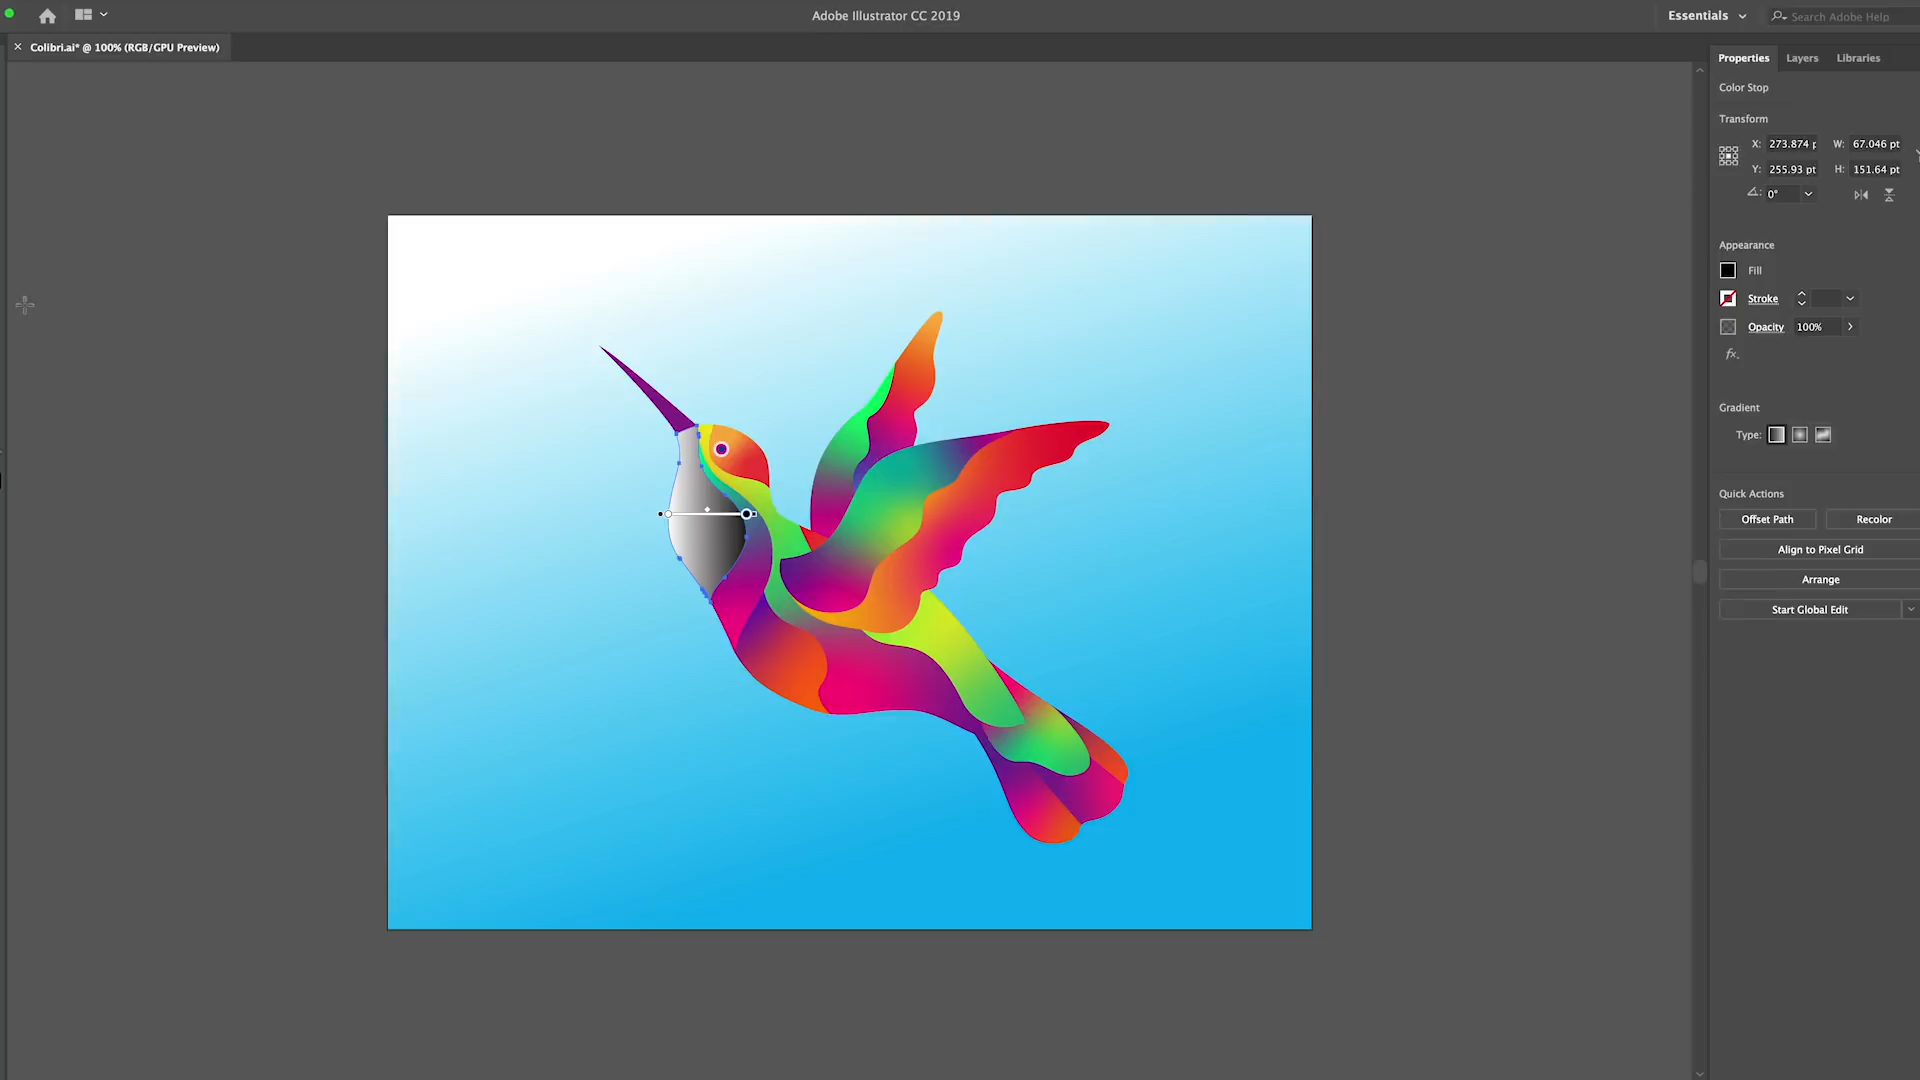 Adobe Illustrator CC 2019
Essentials
Search Adobe Help
× Colibri.ai* @ 100% (RGB/GPU Preview)
Properties Layers Libraries
Color Stop
Transform
X: 273.874 p W: 67.046 pt
Y: 255.93 pt H: 151.64 pt
0°
Appearance
Fill
Stroke
Opacity 100%
fx.
Gradient
Type:
Quick Actions
Offset Path Recolor
Align to Pixel Grid
Arrange
Start Global Edit